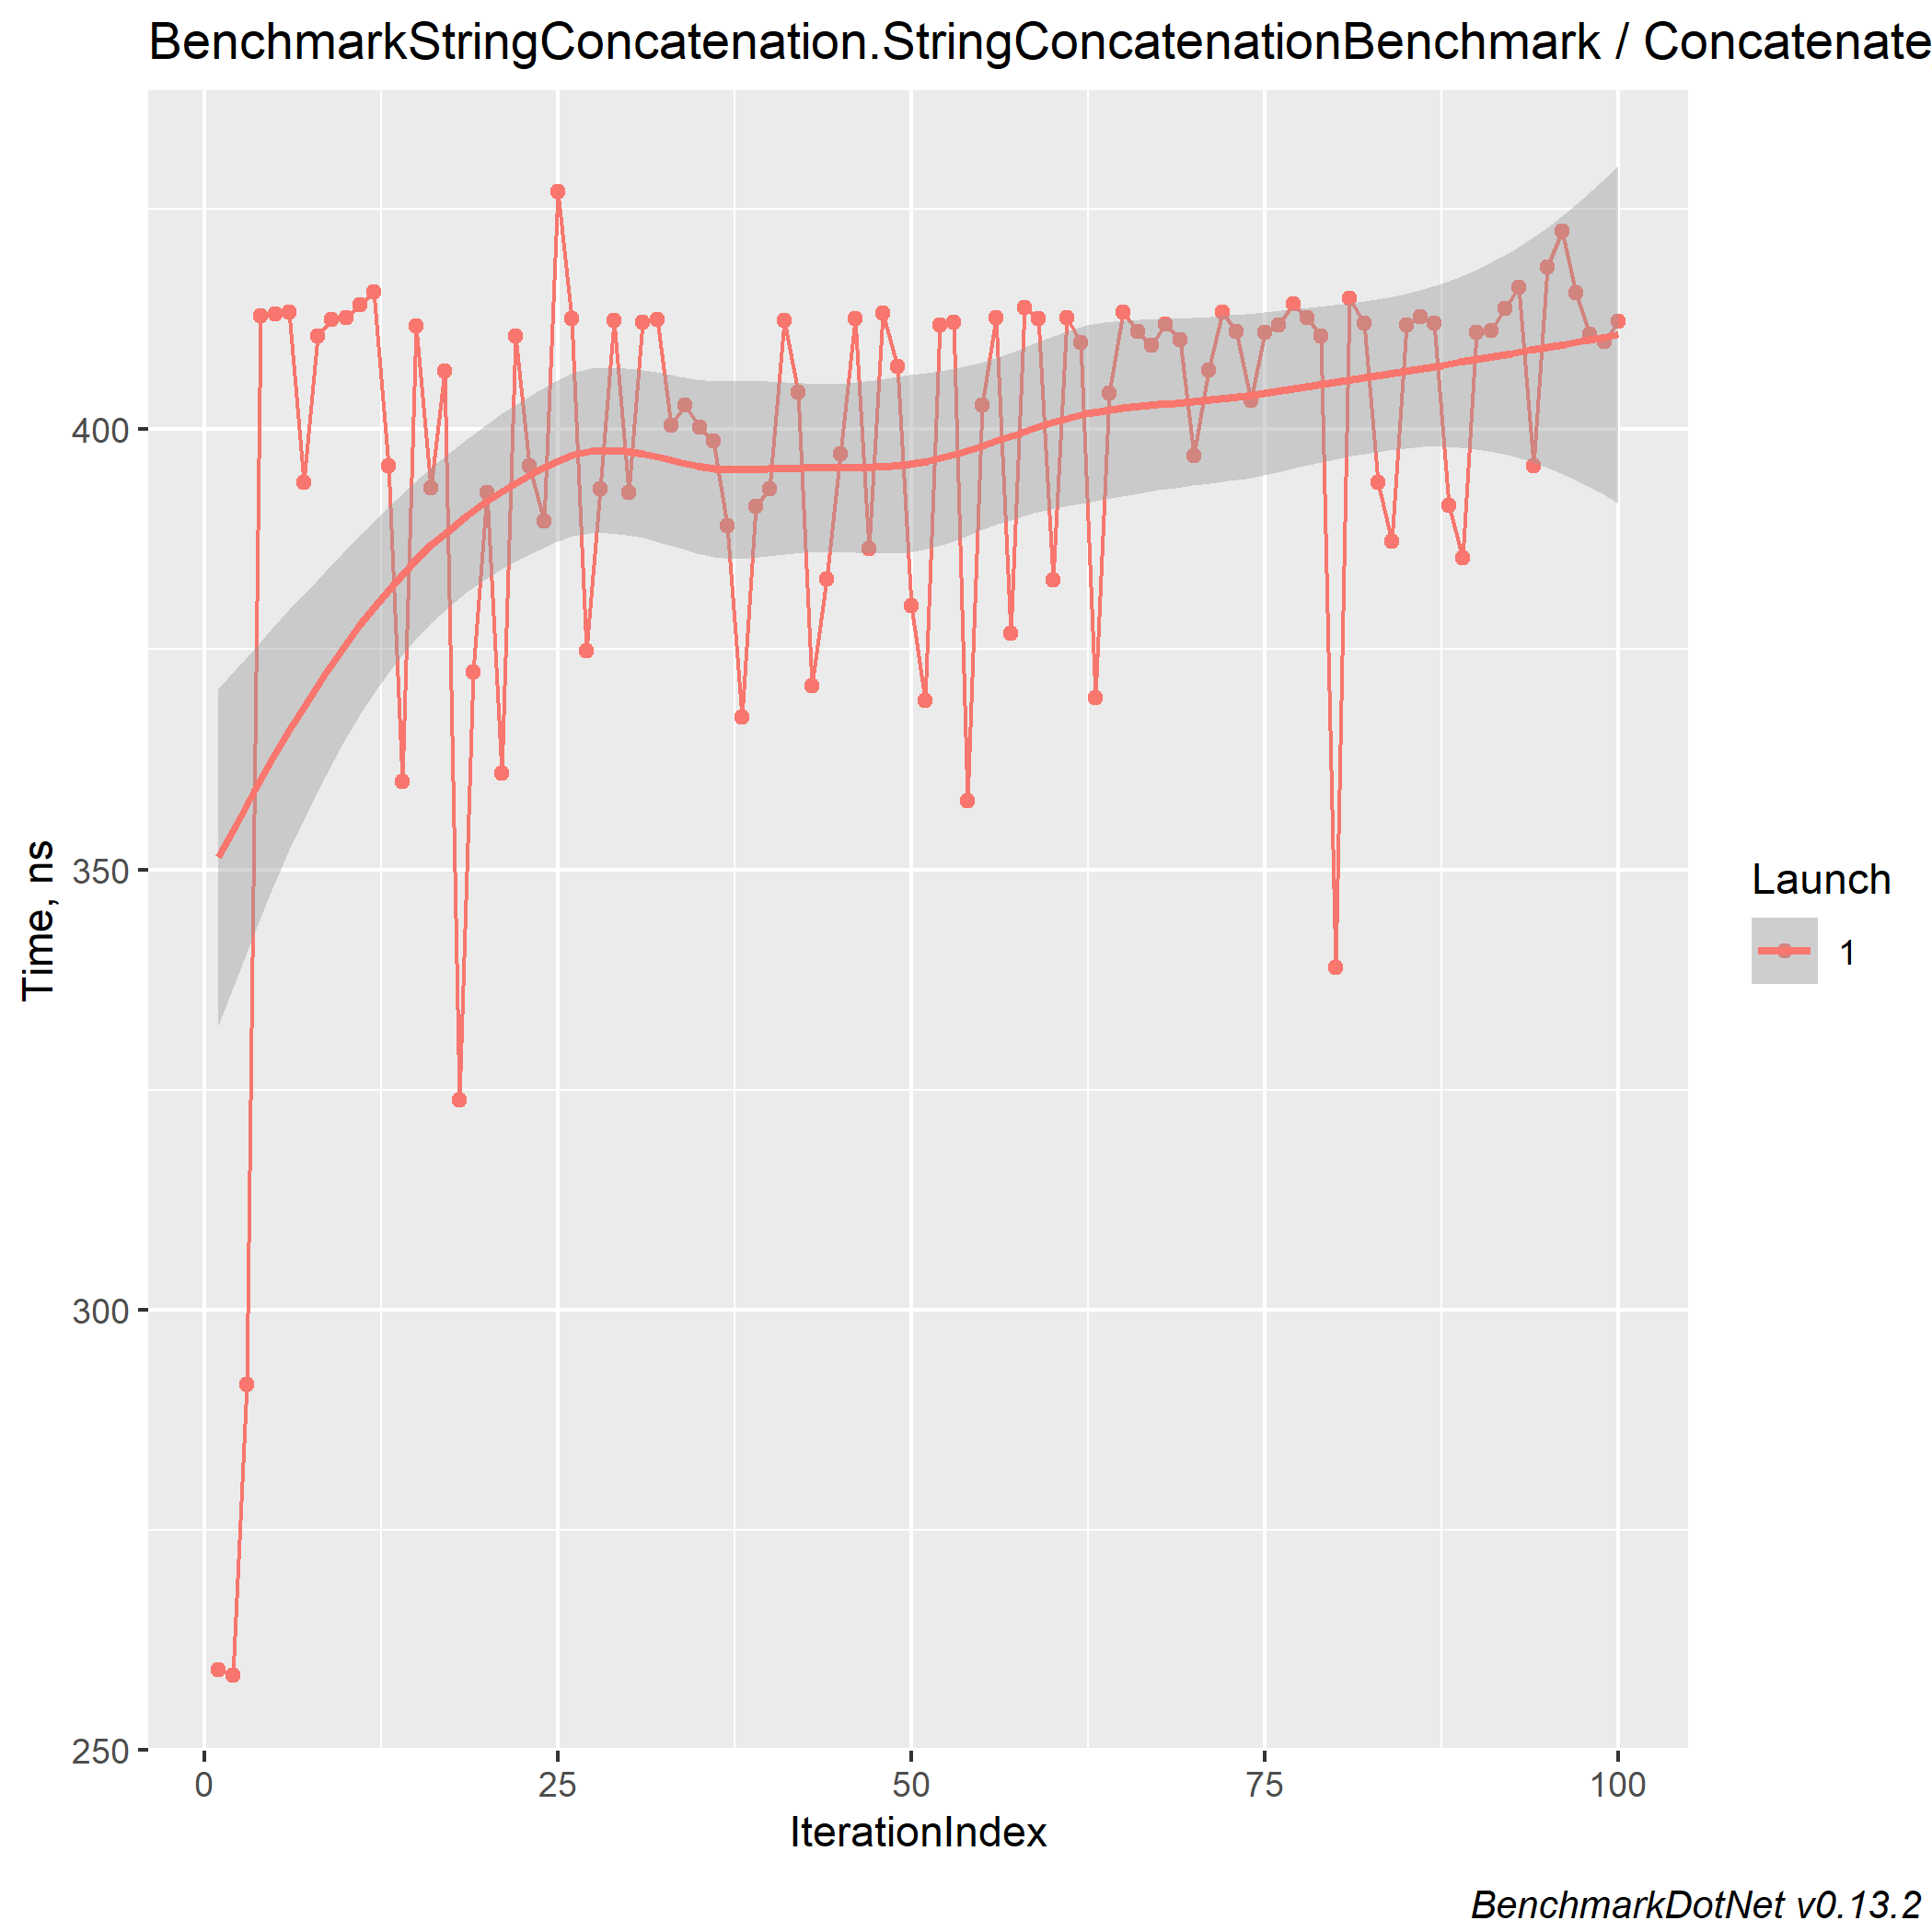 BenchmarkStringConcatenation.StringConcatenationBenchmark / Concatenate
Time, ns
400
350
300
250
0 25 50 75 100
IterationIndex
Launch
1
BenchmarkDotNet v0.13.2